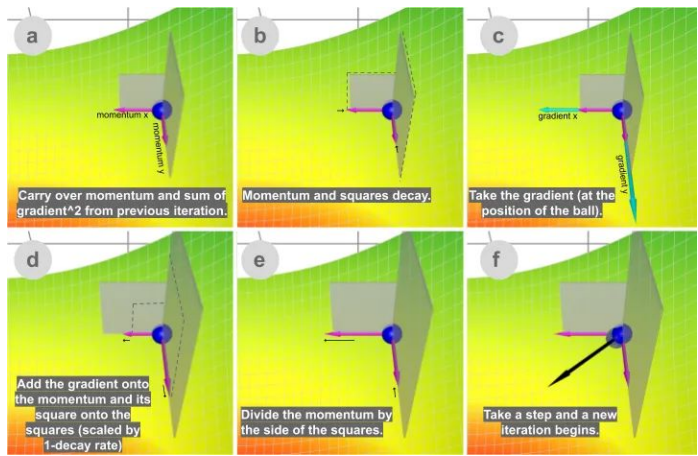 a
momentum x
momentum y
Carry over momentum and sum of
gradient^2 from previous iteration.
b
Momentum and squares decay.
c
gradient x
gradient y
Take the gradient (at the
position of the ball).
d
Add the gradient onto
the momentum and its
square onto the
squares (scaled by
1-decay rate)
e
Divide the momentum by
the side of the squares.
f
Take a step and a new
iteration begins.